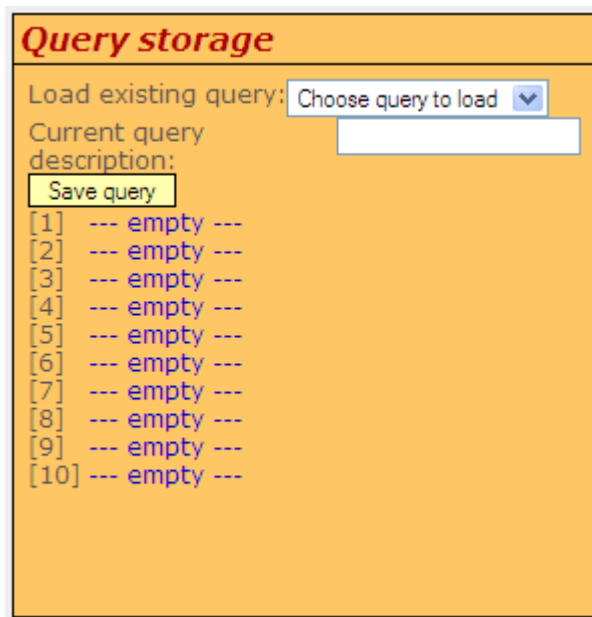 Query storage
Load existing query: Choose query to load
Current query
description:
Save query
[1] --- empty ---
[2] --- empty ---
[3] --- empty ---
[4] --- empty ---
[5] --- empty ---
[6] --- empty ---
[7] --- empty ---
[8] --- empty ---
[9] --- empty ---
[10] --- empty ---